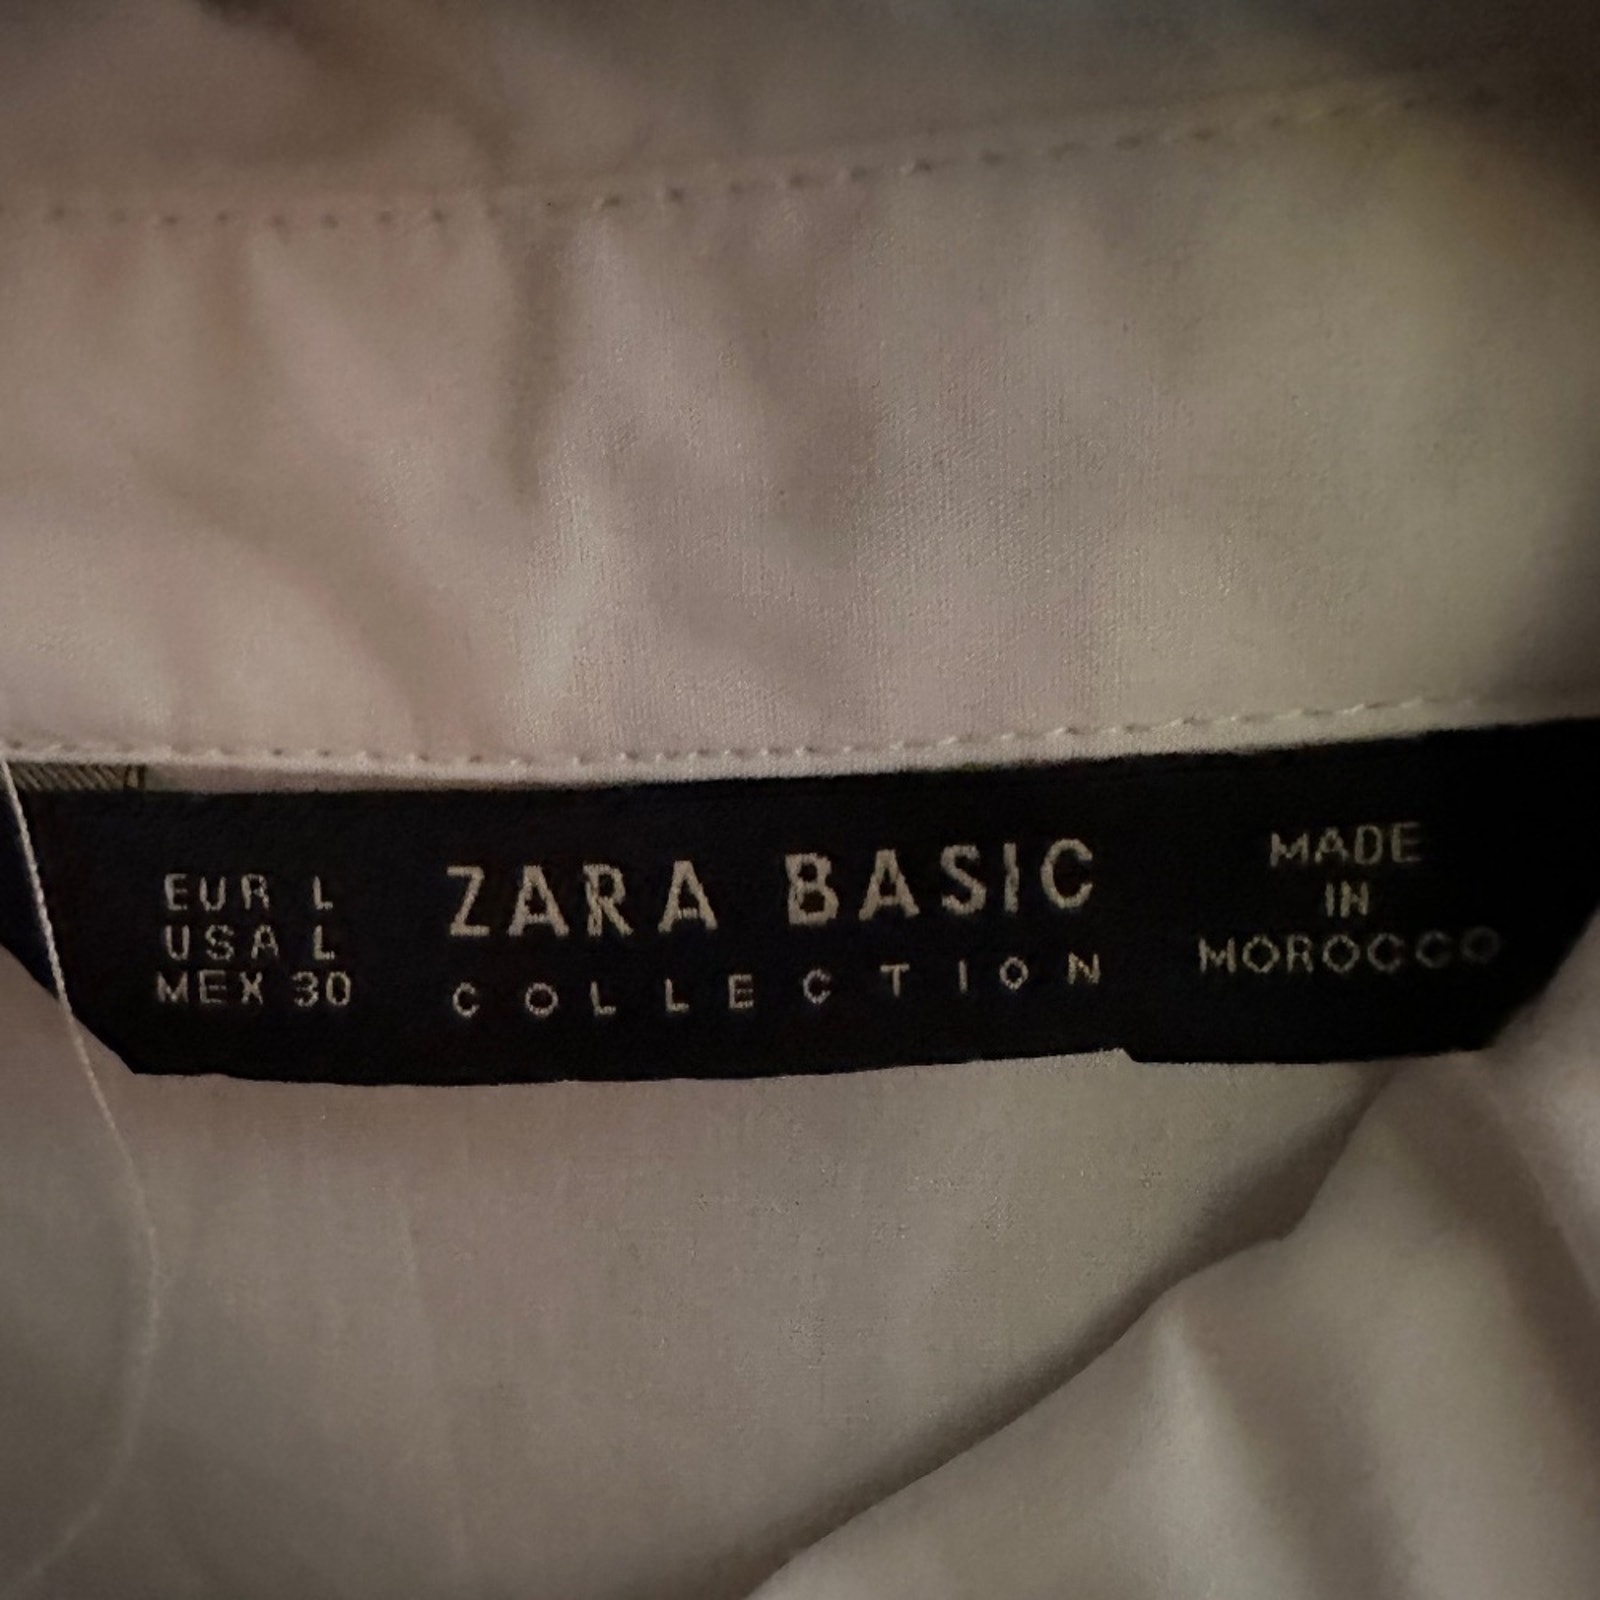 EUR L
USA L
MEX 30
ZARA BASIC
COLLECTION
MADE
IN
MOROCCO